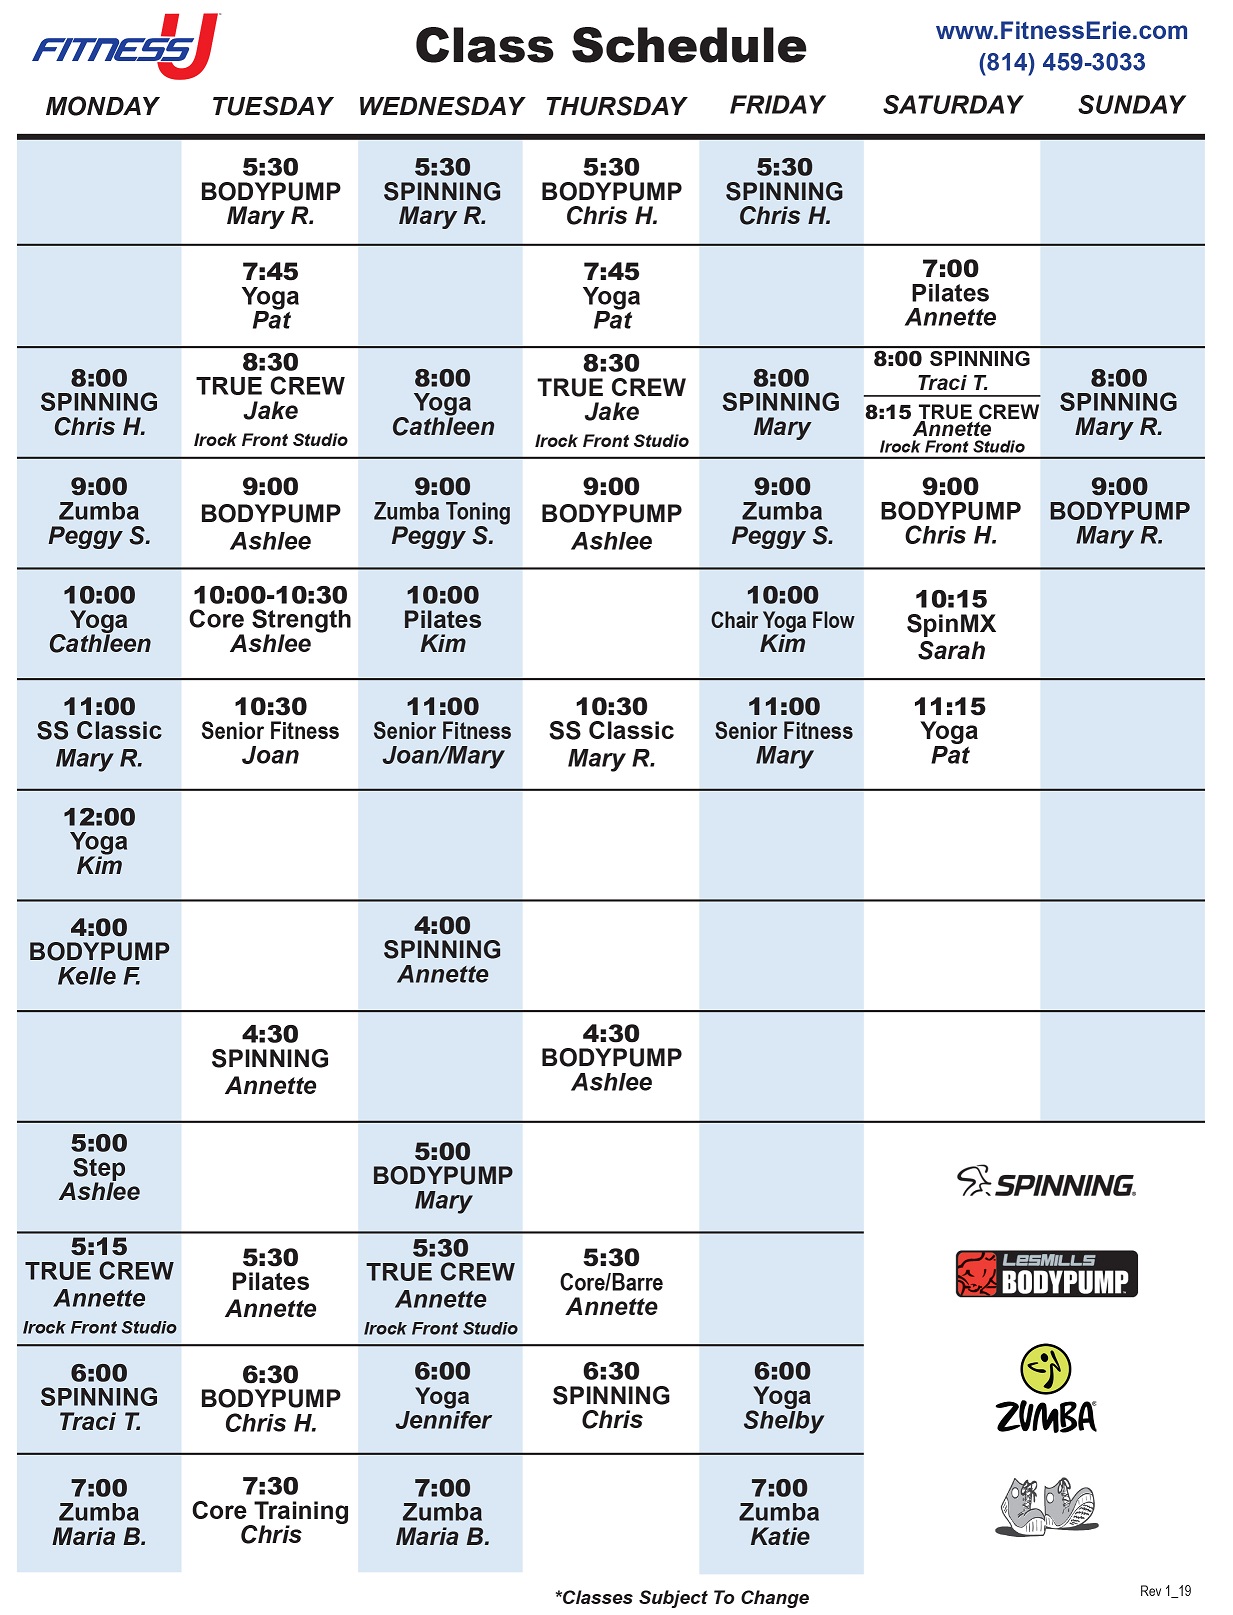 FITNESS U
Class Schedule
www.FitnessErie.com
(814) 459-3033
MONDAY TUESDAY WEDNESDAY THURSDAY FRIDAY SATURDAY SUNDAY
5:30
BODYPUMP
Mary R.
5:30
SPINNING
Mary R.
5:30
BODYPUMP
Chris H.
5:30
SPINNING
Chris H.
7:45
Yoga
Pat
7:45
Yoga
Pat
7:00
Pilates
Annette
8:00
SPINNING
Chris H.
8:30
TRUE CREW
Jake
Irock Front Studio
8:00
Yoga
Cathleen
8:30
TRUE CREW
Jake
Irock Front Studio
8:00
SPINNING
Mary
8:00 SPINNING
Traci T.
8:15 TRUE CREW
Annette
Irock Front Studio
8:00
SPINNING
Mary R.
9:00
Zumba
Peggy S.
9:00
BODYPUMP
Ashlee
9:00
Zumba Toning
Peggy S.
9:00
BODYPUMP
Ashlee
9:00
Zumba
Peggy S.
9:00
BODYPUMP
Chris H.
9:00
BODYPUMP
Mary R.
10:00
Yoga
Cathleen
10:00-10:30
Core Strength
Ashlee
10:00
Pilates
Kim
10:00
Chair Yoga Flow
Kim
10:15
SpinMX
Sarah
11:00
SS Classic
Mary R.
10:30
Senior Fitness
Joan
11:00
Senior Fitness
Joan/Mary
10:30
SS Classic
Mary R.
11:00
Senior Fitness
Mary
11:15
Yoga
Pat
12:00
Yoga
Kim
4:00
BODYPUMP
Kelle F.
4:00
SPINNING
Annette
4:30
SPINNING
Annette
4:30
BODYPUMP
Ashlee
5:00
Step
Ashlee
5:00
BODYPUMP
Mary
SPINNING®
5:15
TRUE CREW
Annette
Irock Front Studio
5:30
Pilates
Annette
5:30
TRUE CREW
Annette
Irock Front Studio
5:30
Core/Barre
Annette
LESMILLS
BODYPUMP
6:00
SPINNING
Traci T.
6:30
BODYPUMP
Chris H.
6:00
Yoga
Jennifer
6:30
SPINNING
Chris
6:00
Yoga
Shelby
ZUMBA®
7:00
Zumba
Maria B.
7:30
Core Training
Chris
7:00
Zumba
Maria B.
7:00
Zumba
Katie
*Classes Subject To Change
Rev 1_19